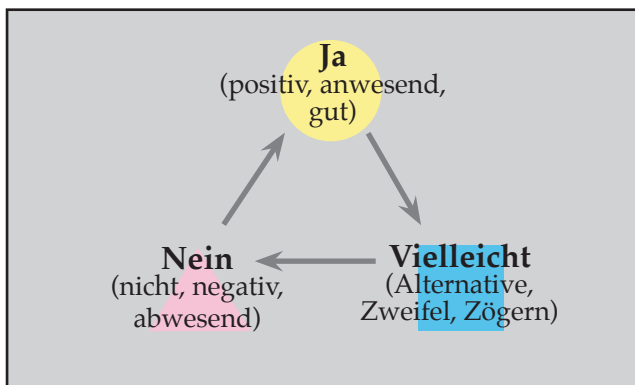 Ja
(positiv, anwesend,
gut)
Nein
(nicht, negativ,
abwesend)
Vielleicht
(Alternative,
Zweifel, Zögern)